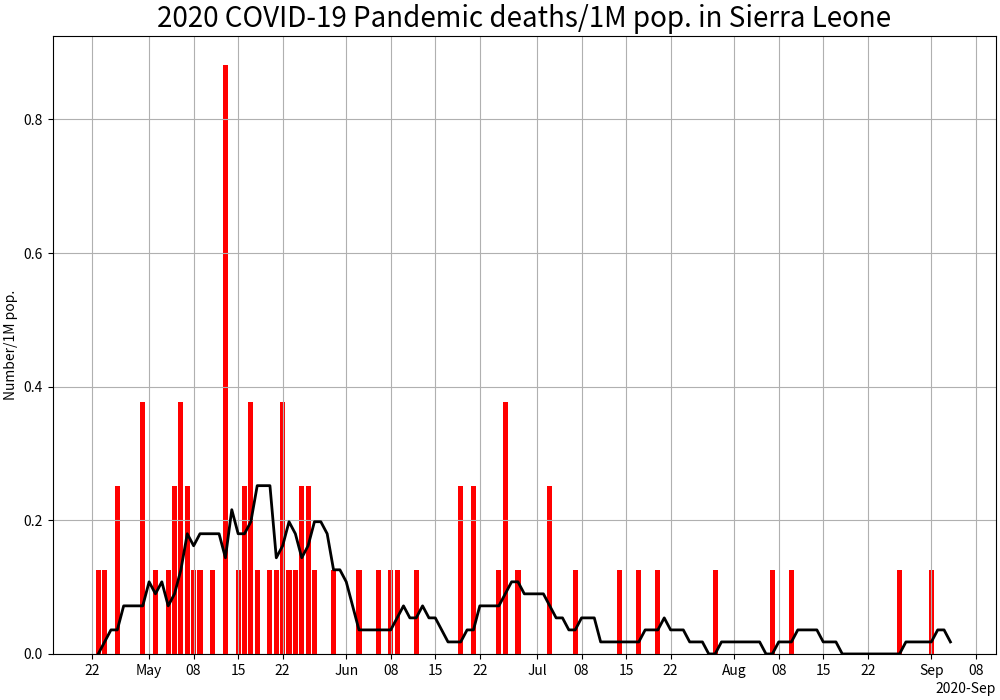 2020 COVID-19 Pandemic deaths/1M pop. in Sierra Leone
Number/1M pop.
0.8
0.6
0.4
0.2
0.0
22 May 08 15 22 Jun 08 15 22 Jul 08 15 22 Aug 08 15 22 Sep 08
2020-Sep